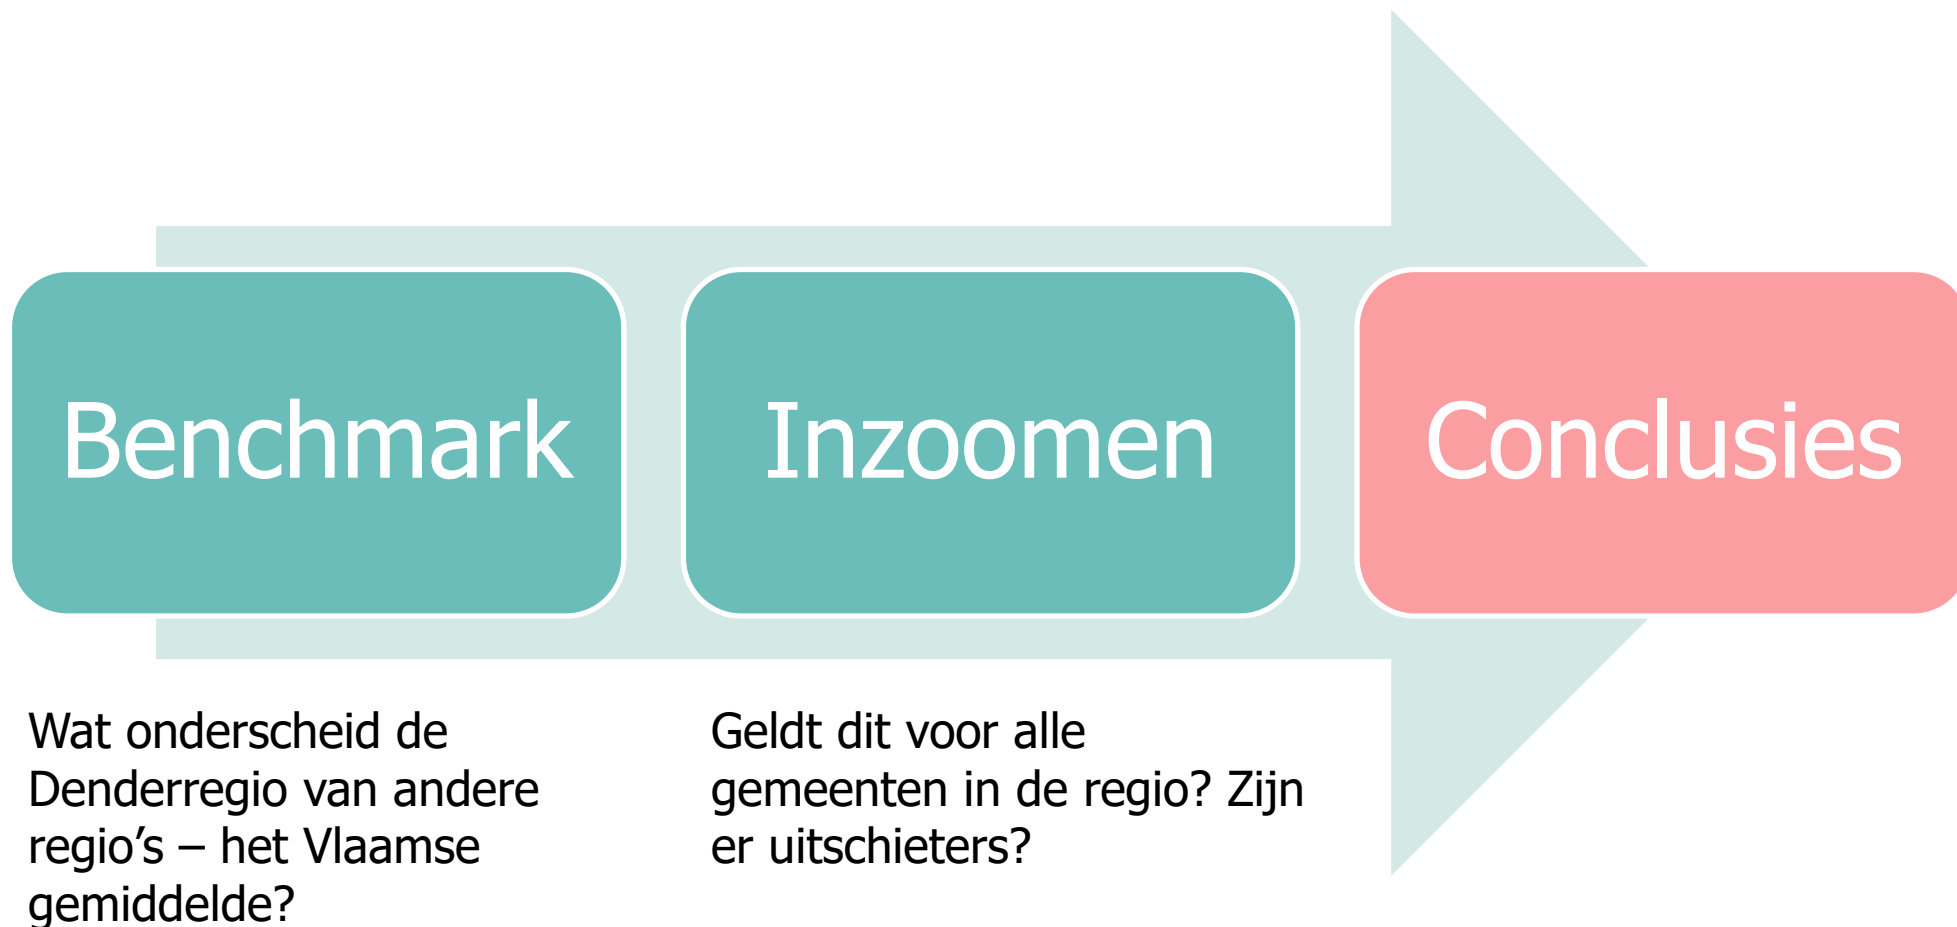 Benchmark
Inzoomen
Conclusies
Wat onderscheid de
Denderregio van andere
regio’s – het Vlaamse
gemiddelde?
Geldt dit voor alle
gemeenten in de regio? Zijn
er uitschieters?